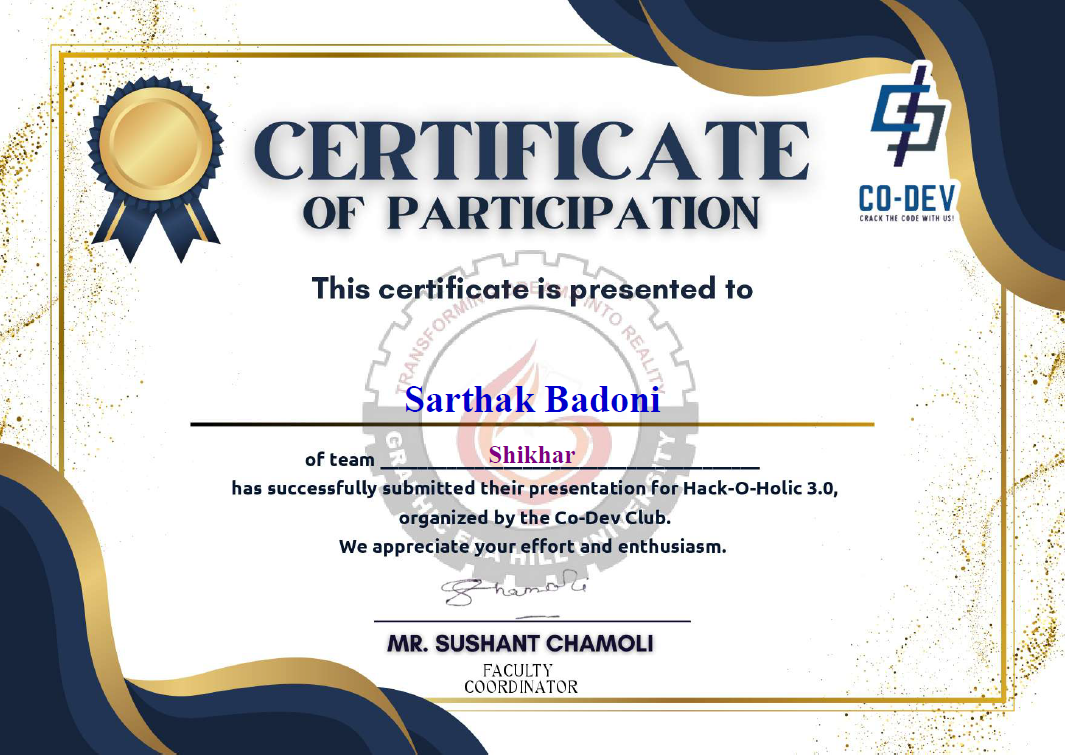 CERTIFICATE
OF PARTICIPATION
CO-DEV
CRACK THE CODE WITH US!
This certificate is presented to
TRANSFORMING DREAMS INTO REALITY
Sarthak Badoni
of team Shikhar
has successfully submitted their presentation for Hack-O-Holic 3.0,
organized by the Co-Dev Club.
We appreciate your effort and enthusiasm.
GRAPHIC ERA HILL UNIVERSITY
SChamoli
MR. SUSHANT CHAMOLI
FACULTY
COORDINATOR